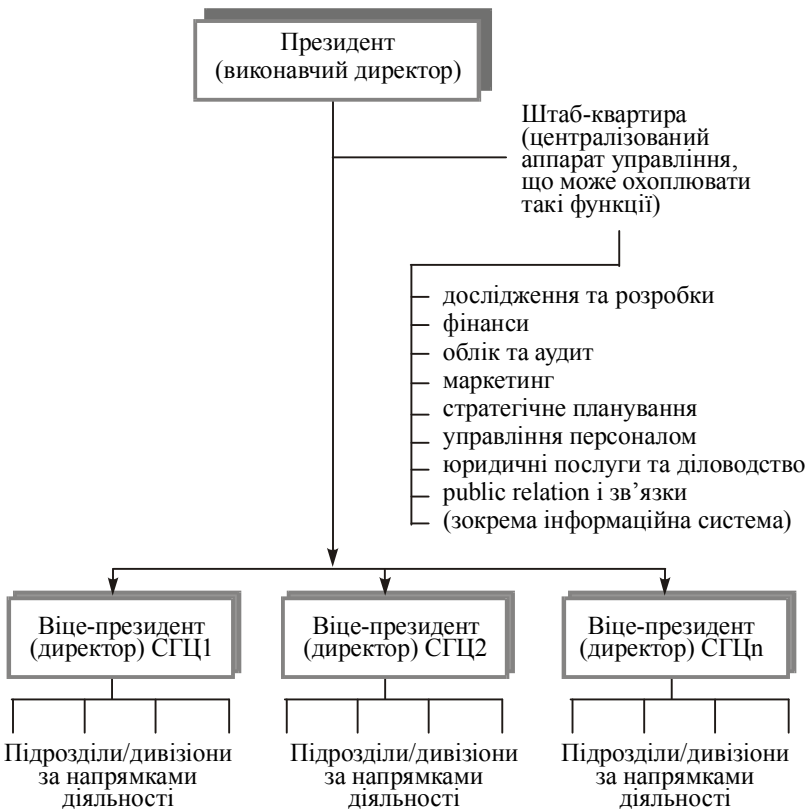 Президент
(виконавчий директор)
Штаб-квартира
(централізований
аппарат управління,
що може охоплювати
такі функції)
дослідження та розробки
фінанси
облік та аудит
маркетинг
стратегічне планування
управління персоналом
юридичні послуги та діловодство
public relation і зв’язки
(зокрема інформаційна система)
Віце-президент
(директор) СГЦ1
Віце-президент
(директор) СГЦ2
Віце-президент
(директор) СГЦn
Підрозділи/дивізіони
за напрямками
діяльності
Підрозділи/дивізіони
за напрямками
діяльності
Підрозділи/дивізіони
за напрямками
діяльності